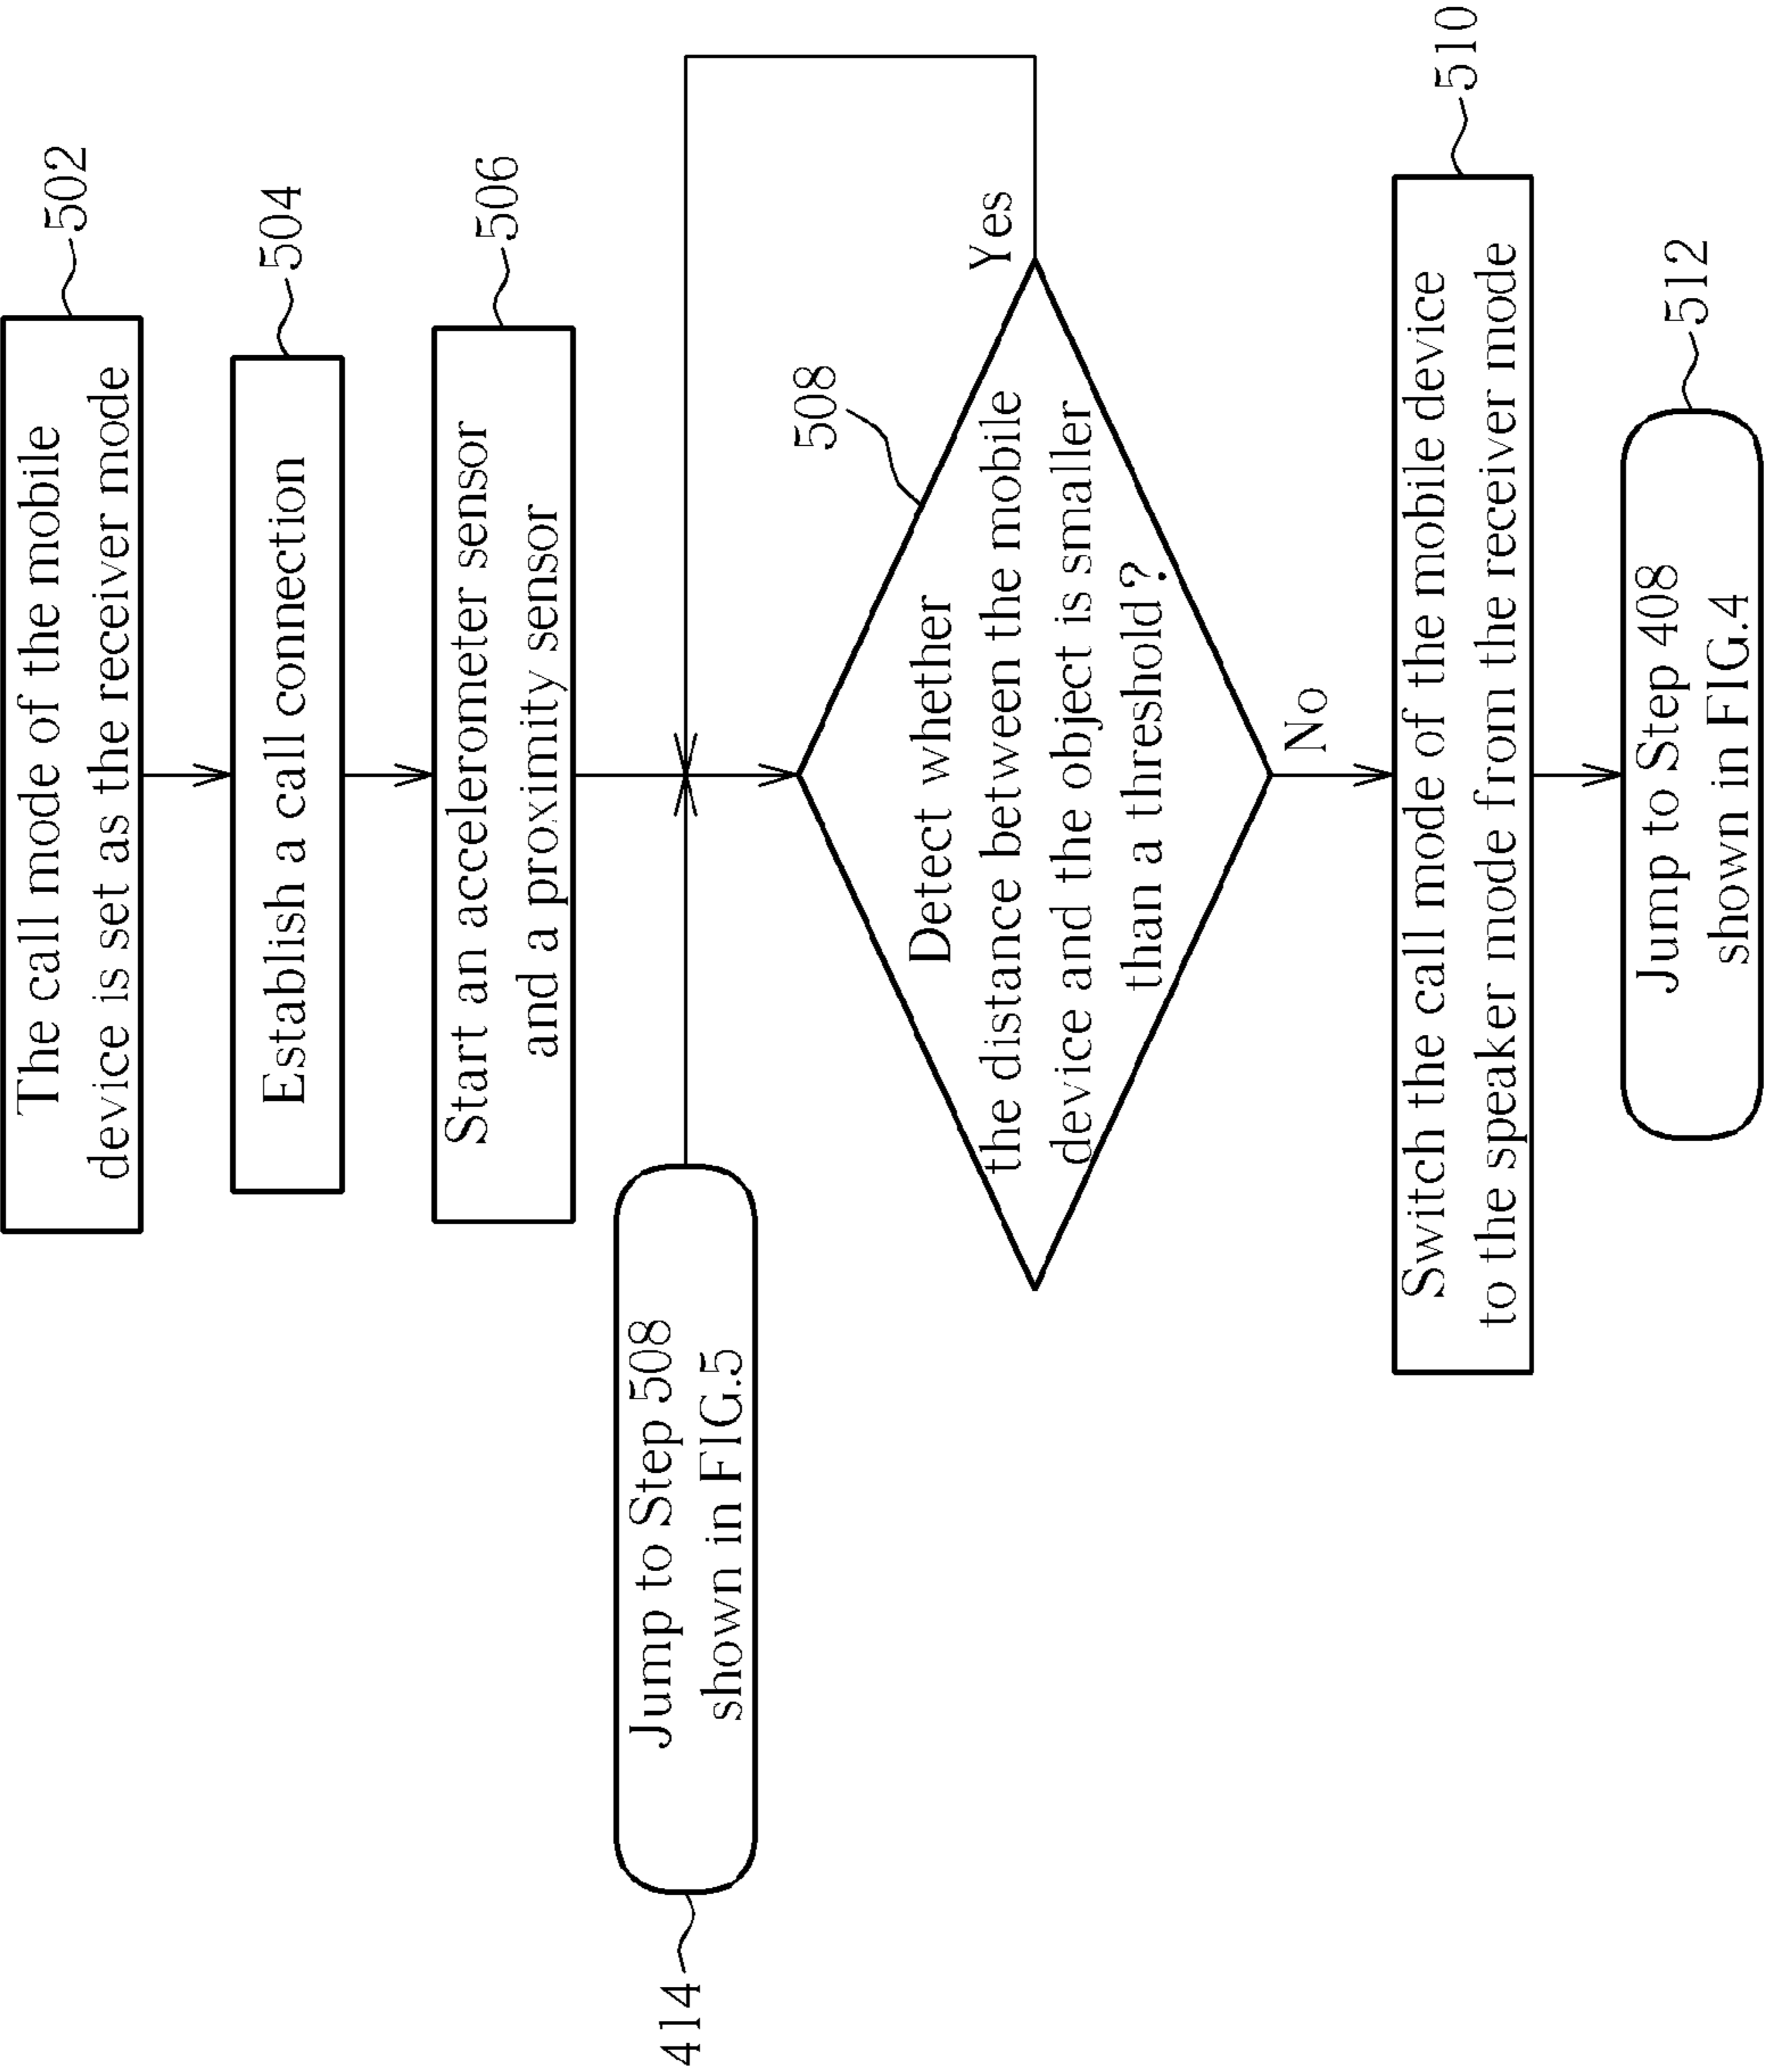 The call mode of the mobile
device is set as the receiver mode
502
Establish a call connection
504
Start an accelerometer sensor
and a proximity sensor
506
Jump to Step 508
shown in FIG.5
414
Detect whether
the distance between the mobile
device and the object is smaller
than a threshold?
508
Yes
No
Switch the call mode of the mobile device
to the speaker mode from the receiver mode
510
Jump to Step 408
shown in FIG.4
512